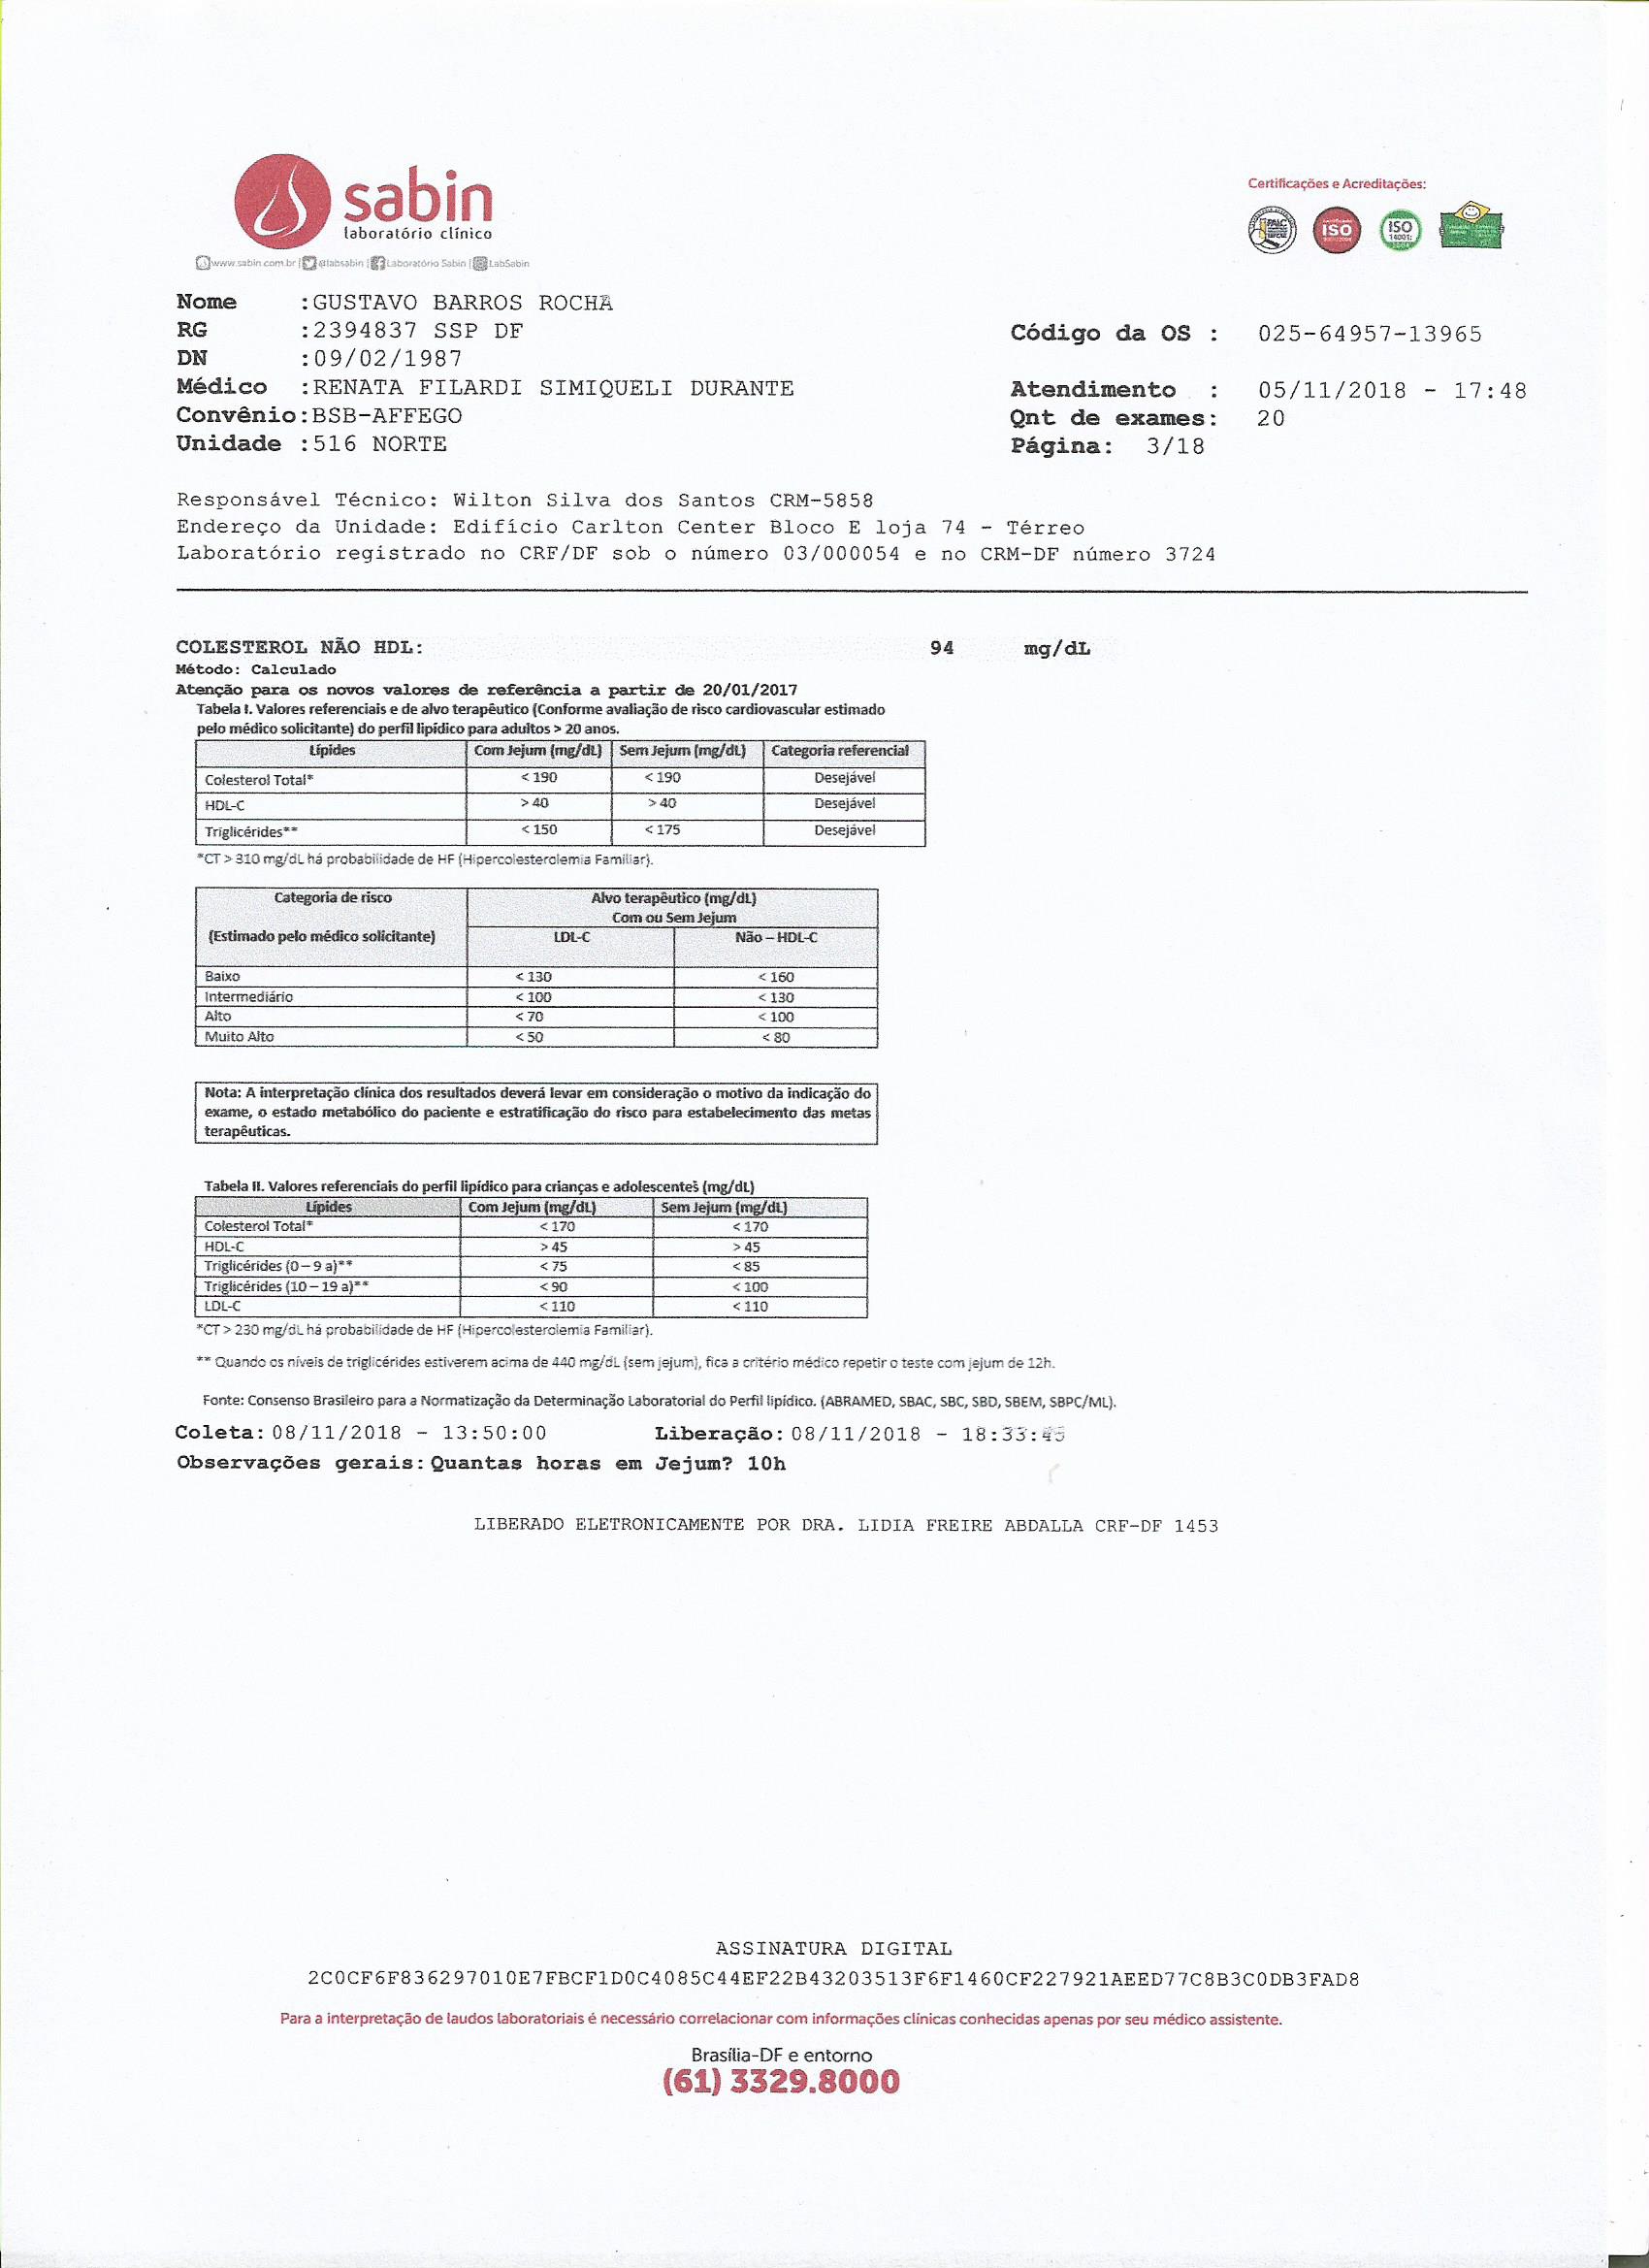 sabin
laboratório clínico
www.sabin.com.br | @labsabin | Laboratório Sabin | LabSabin
Certificações e Acreditações:
PALC ISO ISO 14001
Nome :GUSTAVO BARROS ROCHA
RG :2394837 SSP DF
Código da OS : 025-64957-13965
DN :09/02/1987
Médico :RENATA FILARDI SIMIQUELI DURANTE
Atendimento : 05/11/2018 - 17:48
Convênio:BSB-AFFEGO
Qnt de exames: 20
Unidade :516 NORTE
Página: 3/18
Responsável Técnico: Wilton Silva dos Santos CRM-5858
Endereço da Unidade: Edifício Carlton Center Bloco E loja 74 - Térreo
Laboratório registrado no CRF/DF sob o número 03/000054 e no CRM-DF número 3724
COLESTEROL NÃO HDL: 94 mg/dL
Método: Calculado
Atenção para os novos valores de referência a partir de 20/01/2017
Tabela I. Valores referenciais e de alvo terapêutico (Conforme avaliação de risco cardiovascular estimado
pelo médico solicitante) do perfil lipídico para adultos > 20 anos.
Lípides Com Jejum (mg/dL) Sem Jejum (mg/dL) Categoria referencial
Colesterol Total* < 190 < 190 Desejável
HDL-C > 40 > 40 Desejável
Triglicérides** < 150 < 175 Desejável
*CT > 310 mg/dL há probabilidade de HF (Hipercolesterolemia Familiar).
Categoria de risco Alvo terapêutico (mg/dL)
Com ou Sem Jejum
(Estimado pelo médico solicitante) LDL-C Não – HDL-C
Baixo < 130 < 160
Intermediário < 100 < 130
Alto < 70 < 100
Muito Alto < 50 < 80
Nota: A interpretação clínica dos resultados deverá levar em consideração o motivo da indicação do
exame, o estado metabólico do paciente e estratificação do risco para estabelecimento das metas
terapêuticas.
Tabela II. Valores referenciais do perfil lipídico para crianças e adolescentes (mg/dL)
Lípides Com Jejum (mg/dL) Sem Jejum (mg/dL)
Colesterol Total* < 170 < 170
HDL-C > 45 > 45
Triglicérides (0 – 9 a)** < 75 < 85
Triglicérides (10 – 19 a)** < 90 < 100
LDL-C < 110 < 110
*CT > 230 mg/dL há probabilidade de HF (Hipercolesterolemia Familiar).
** Quando os níveis de triglicérides estiverem acima de 440 mg/dL (sem jejum), fica a critério médico repetir o teste com jejum de 12h.
Fonte: Consenso Brasileiro para a Normatização da Determinação Laboratorial do Perfil lipídico. (ABRAMED, SBAC, SBC, SBD, SBEM, SBPC/ML).
Coleta: 08/11/2018 - 13:50:00 Liberação: 08/11/2018 - 18:33:45
Observações gerais: Quantas horas em Jejum? 10h
LIBERADO ELETRONICAMENTE POR DRA. LIDIA FREIRE ABDALLA CRF-DF 1453
ASSINATURA DIGITAL
2C0CF6F836297010E7FBCF1D0C4085C44EF22B43203513F6F1460CF227921AEED77C8B3C0DB3FAD8
Para a interpretação de laudos laboratoriais é necessário correlacionar com informações clínicas conhecidas apenas por seu médico assistente.
Brasília-DF e entorno
(61) 3329.8000